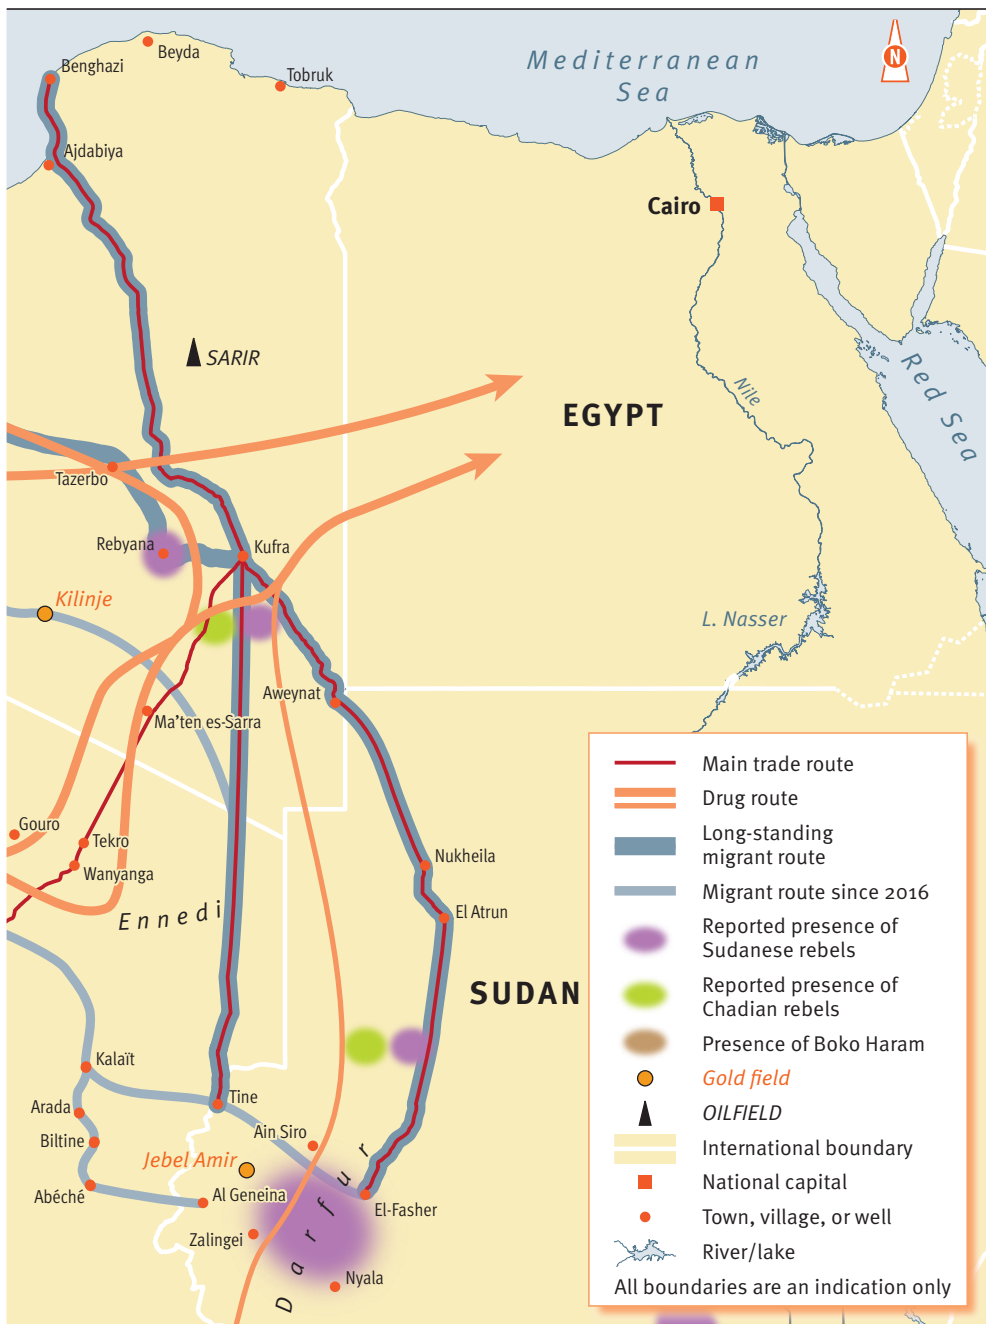 Beyda
Benghazi
Tobruk
Mediterranean
Sea
N
Ajdabiya
Cairo
SARIR
Red Sea
Nile
EGYPT
Tazerbo
Rebyana
Kufra
Kilinje
L. Nasser
Aweynat
Ma'ten es-Sarra
Gouro
Tekro
Wanyanga
Nukheila
Ennedi
El Atrun
SUDAN
Kalaït
Tine
Arada
Ain Siro
Biltine
Jebel Amir
Abéché
Al Geneina
El-Fasher
Zalingei
Darfur
Nyala
Main trade route
Drug route
Long-standing
migrant route
Migrant route since 2016
Reported presence of
Sudanese rebels
Reported presence of
Chadian rebels
Presence of Boko Haram
Gold field
OILFIELD
International boundary
National capital
Town, village, or well
River/lake
All boundaries are an indication only